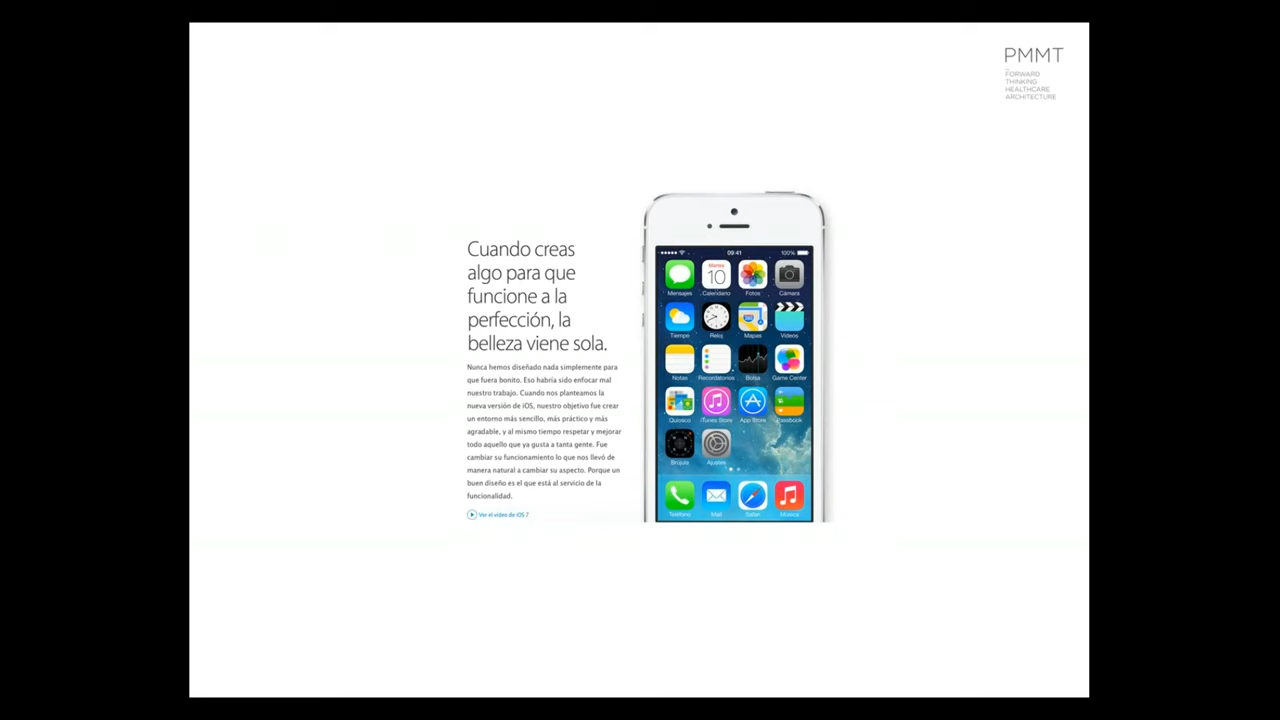 PMMT
FORWARD
THINKING
HEALTHCARE
ARCHITECTURE
Cuando creas
algo para que
funcione a la
perfección, la
belleza viene sola.
Nunca hemos diseñado nada simplemente para
que fuera bonito. Eso habría sido enfocar mal
nuestro trabajo. Cuando nos planteamos la
nueva versión de iOS, nuestro objetivo fue crear
un entorno más sencillo, más práctico y más
agradable, y al mismo tiempo respetar y mejorar
todo aquello que ya gusta a tanta gente. Fue
cambiar su funcionamiento lo que nos llevó de
manera natural a cambiar su aspecto. Porque un
buen diseño es el que está al servicio de la
funcionalidad.
Ver el vídeo de iOS 7
09:41 100%
Martes
10
Mensajes Calendario Fotos Cámara
Tiempo Reloj Mapas Vídeos
Notas Recordatorios Bolsa Game Center
Quiosco iTunes Store App Store Passbook
Brújula Ajustes
Teléfono Mail Safari Música